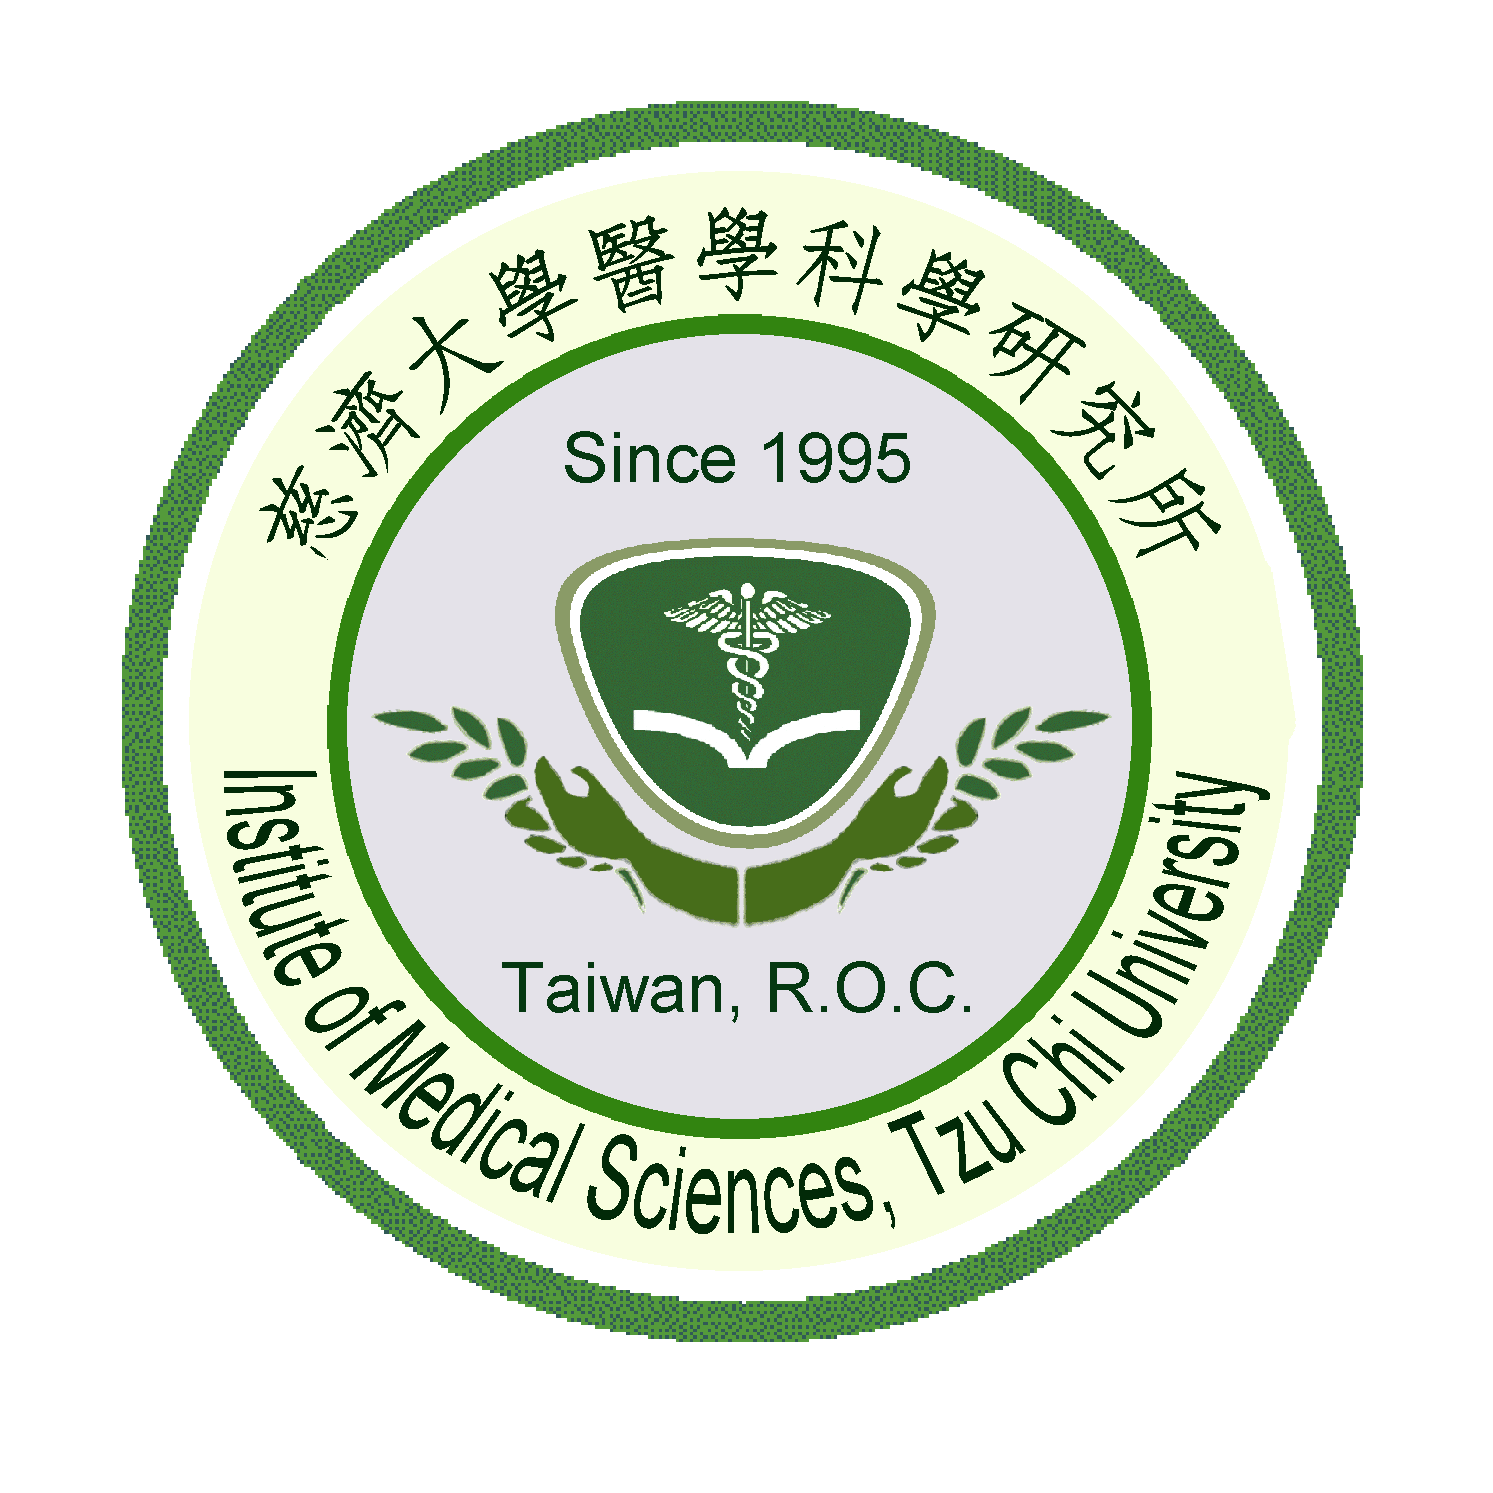 慈濟大學醫學科學研究所
Since 1995
Taiwan, R.O.C.
Institute of Medical Sciences, Tzu Chi University